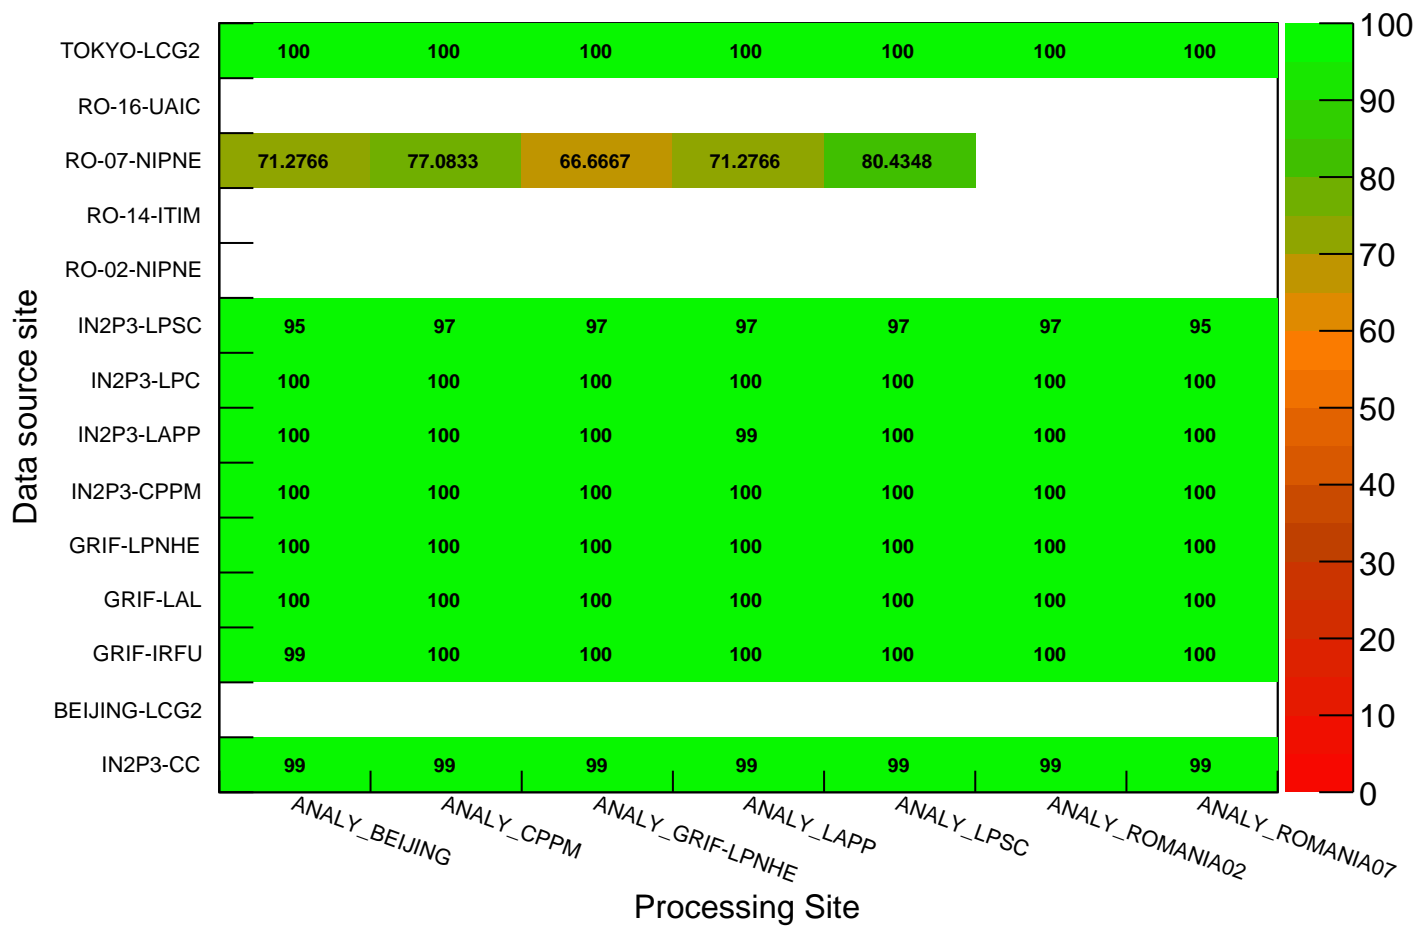 TOKYO-LCG2 100 100 100 100 100 100 100
RO-16-UAIC
RO-07-NIPNE 71.2766 77.0833 66.6667 71.2766 80.4348
RO-14-ITIM
RO-02-NIPNE
IN2P3-LPSC 95 97 97 97 97 97 95
IN2P3-LPC 100 100 100 100 100 100 100
IN2P3-LAPP 100 100 100 99 100 100 100
IN2P3-CPPM 100 100 100 100 100 100 100
GRIF-LPNHE 100 100 100 100 100 100 100
GRIF-LAL 100 100 100 100 100 100 100
GRIF-IRFU 99 100 100 100 100 100 100
BEIJING-LCG2
IN2P3-CC 99 99 99 99 99 99 99
Data source site
ANALY_BEIJING
ANALY_CPPM
ANALY_GRIF-LPNHE
ANALY_LAPP
ANALY_LPSC
ANALY_ROMANIA02
ANALY_ROMANIA07
Processing Site
100
90
80
70
60
50
40
30
20
10
0